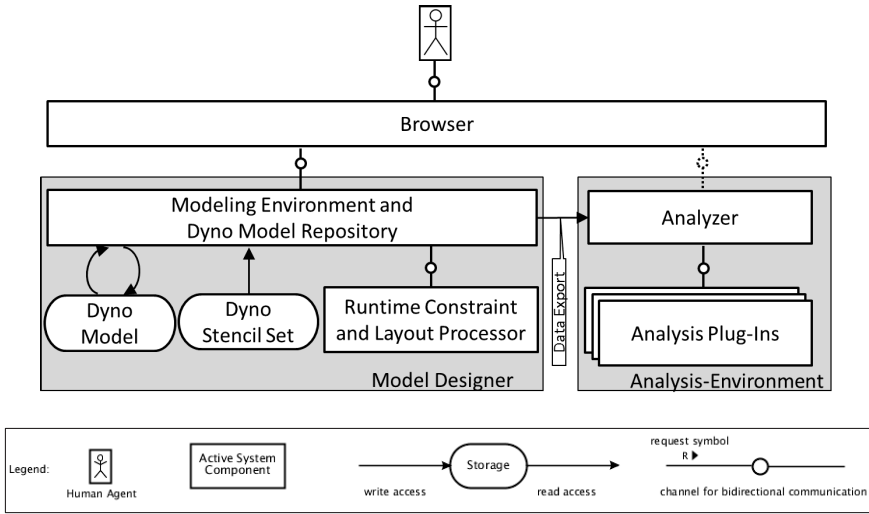 Browser
Modeling Environment and
Dyno Model Repository
Analyzer
Data Export
Dyno
Model
Dyno
Stencil Set
Runtime Constraint
and Layout Processor
Analysis Plug-Ins
Model Designer
Analysis-Environment
Legend:
Human Agent
Active System
Component
write access
Storage
read access
request symbol
R
channel for bidirectional communication